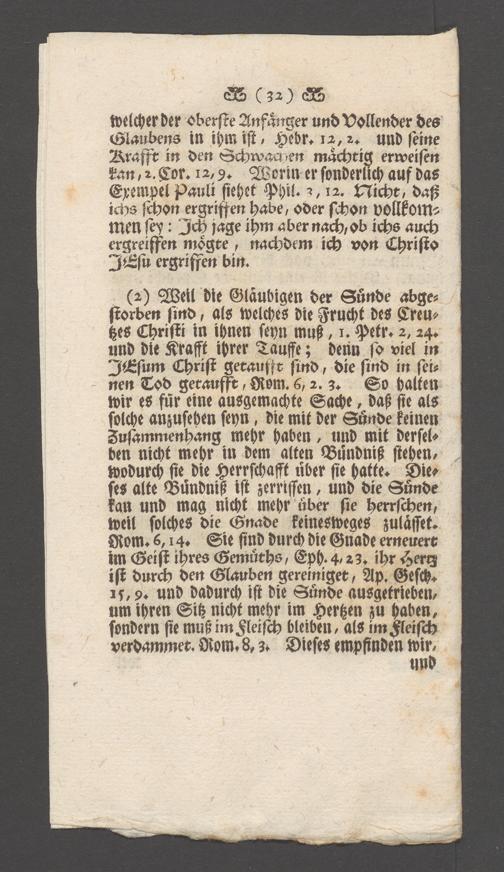 (32)
welcher der oberste Anfänger und Vollender des
Glaubens in ihm ist, Hebr. 12, 2. und seine
Krafft in den Schwachen mächtig erweisen
kan, 2. Cor. 12, 9. Worin er sonderlich auf das
Exempel Pauli siehet Phil. 3, 12. Nicht, daß
ichs schon ergriffen habe, oder schon vollkom-
men sey: Ich jage ihm aber nach, ob ichs auch
ergreiffen mögte, nachdem ich von Christo
JEsu ergriffen bin.
(2) Weil die Gläubigen der Sünde abge-
storben sind, als welches die Frucht des Creu-
tzes Christi in ihnen seyn muß, 1. Petr. 2, 24.
und die Krafft ihrer Tauffe; denn so viel in
JEsum Christ getaufft sind, die sind in sei-
nen Tod getaufft, Rom. 6, 2. 3. So halten
wir es für eine ausgemachte Sache, daß sie als
solche anzusehen seyn, die mit der Sünde keinen
Zusammenhang mehr haben, und mit dersel-
ben nicht mehr in dem alten Bündniß stehen,
wodurch sie die Herrschafft über sie hatte. Die-
ses alte Bündniß ist zerrissen, und die Sünde
kan und mag nicht mehr über sie herrschen,
weil solches die Gnade keinesweges zulässet.
Rom. 6, 14. Sie sind durch die Gnade erneuert
im Geist ihres Gemüths, Eph. 4, 23. ihr Hertz
ist durch den Glauben gereiniget, Ap. Gesch.
15, 9. und dadurch ist die Sünde ausgetrieben,
um ihren Sitz nicht mehr im Hertzen zu haben,
sondern sie muß im Fleisch bleiben, als im Fleisch
verdammet. Rom. 8, 3. Dieses empfinden wir,
und